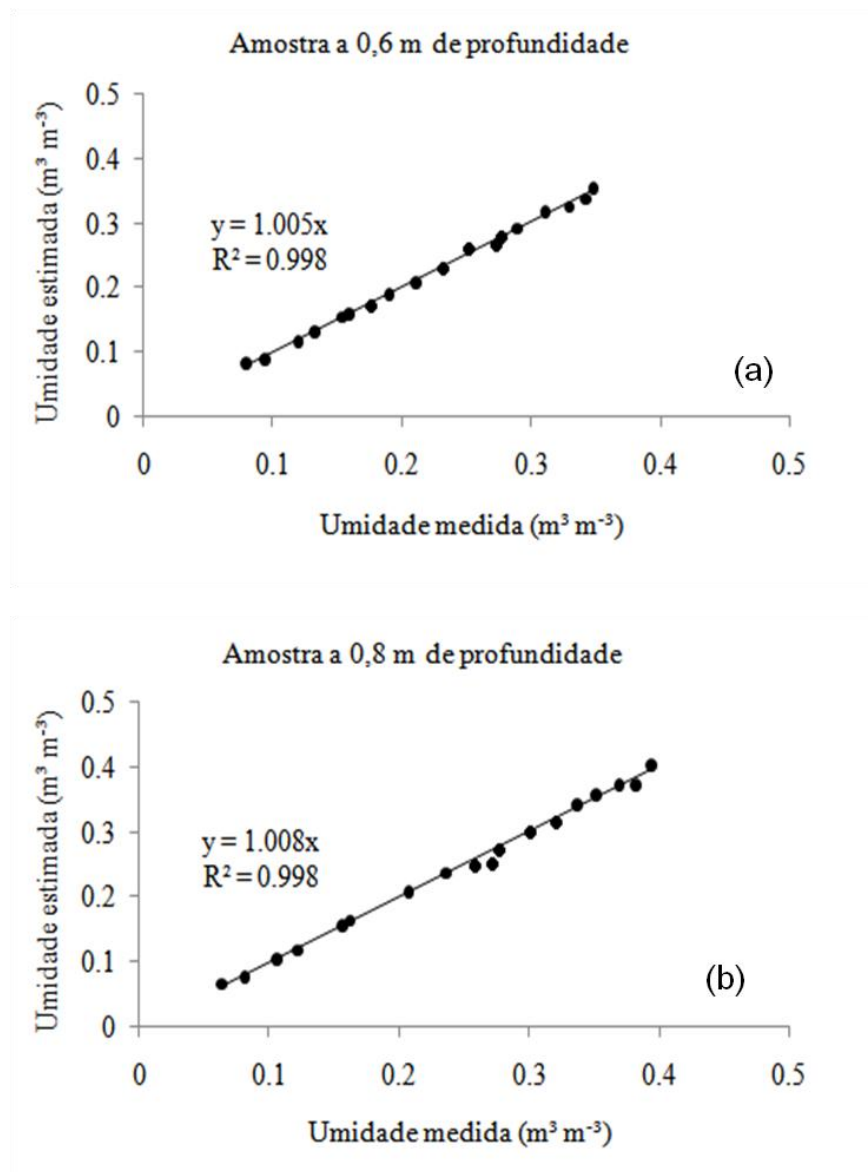 Amostra a 0,6 m de profundidade
Umidade estimada (m³ m⁻³)
0.5
0.4
0.3
0.2
0.1
0
y = 1.005x
R² = 0.998
(a)
0 0.1 0.2 0.3 0.4 0.5
Umidade medida (m³ m⁻³)
Amostra a 0,8 m de profundidade
Umidade estimada (m³ m⁻³)
0.5
0.4
0.3
0.2
0.1
0
y = 1.008x
R² = 0.998
(b)
0 0.1 0.2 0.3 0.4 0.5
Umidade medida (m³ m⁻³)